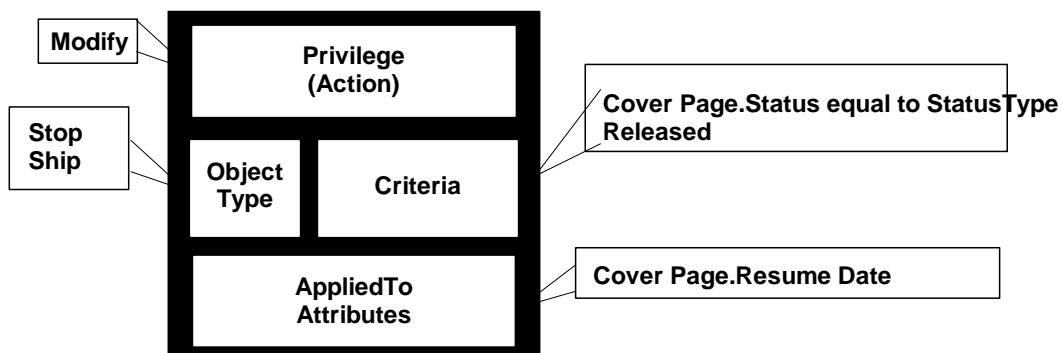 Modify
Privilege
(Action)
Cover Page.Status equal to StatusType
Released
Stop
Ship
Object
Type
Criteria
AppliedTo
Attributes
Cover Page.Resume Date